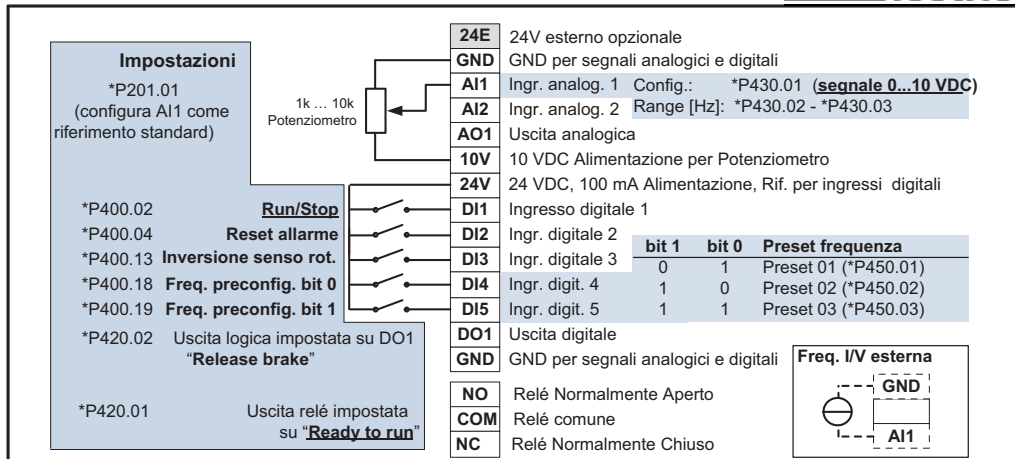 24E 24V esterno opzionale
Impostazioni
GND GND per segnali analogici e digitali
*P201.01
(configura AI1 come
riferimento standard)
1k ... 10k
Potenziometro
AI1 Ingr. analog. 1 Config.: *P430.01 (segnale 0...10 VDC)
AI2 Ingr. analog. 2 Range [Hz]: *P430.02 - *P430.03
AO1 Uscita analogica
10V 10 VDC Alimentazione per Potenziometro
24V 24 VDC, 100 mA Alimentazione, Rif. per ingressi digitali
*P400.02 Run/Stop DI1 Ingresso digitale 1
*P400.04 Reset allarme DI2 Ingr. digitale 2
*P400.13 Inversione senso rot. DI3 Ingr. digitale 3
*P400.18 Freq. preconfig. bit 0 DI4 Ingr. digit. 4
*P400.19 Freq. preconfig. bit 1 DI5 Ingr. digit. 5
bit 1 bit 0 Preset frequenza
0 1 Preset 01 (*P450.01)
1 0 Preset 02 (*P450.02)
1 1 Preset 03 (*P450.03)
*P420.02 Uscita logica impostata su DO1
“Release brake”
DO1 Uscita digitale
GND GND per segnali analogici e digitali
*P420.01 Uscita relé impostata
su “Ready to run”
NO Relé Normalmente Aperto
COM Relé comune
NC Relé Normalmente Chiuso
Freq. I/V esterna
GND
AI1